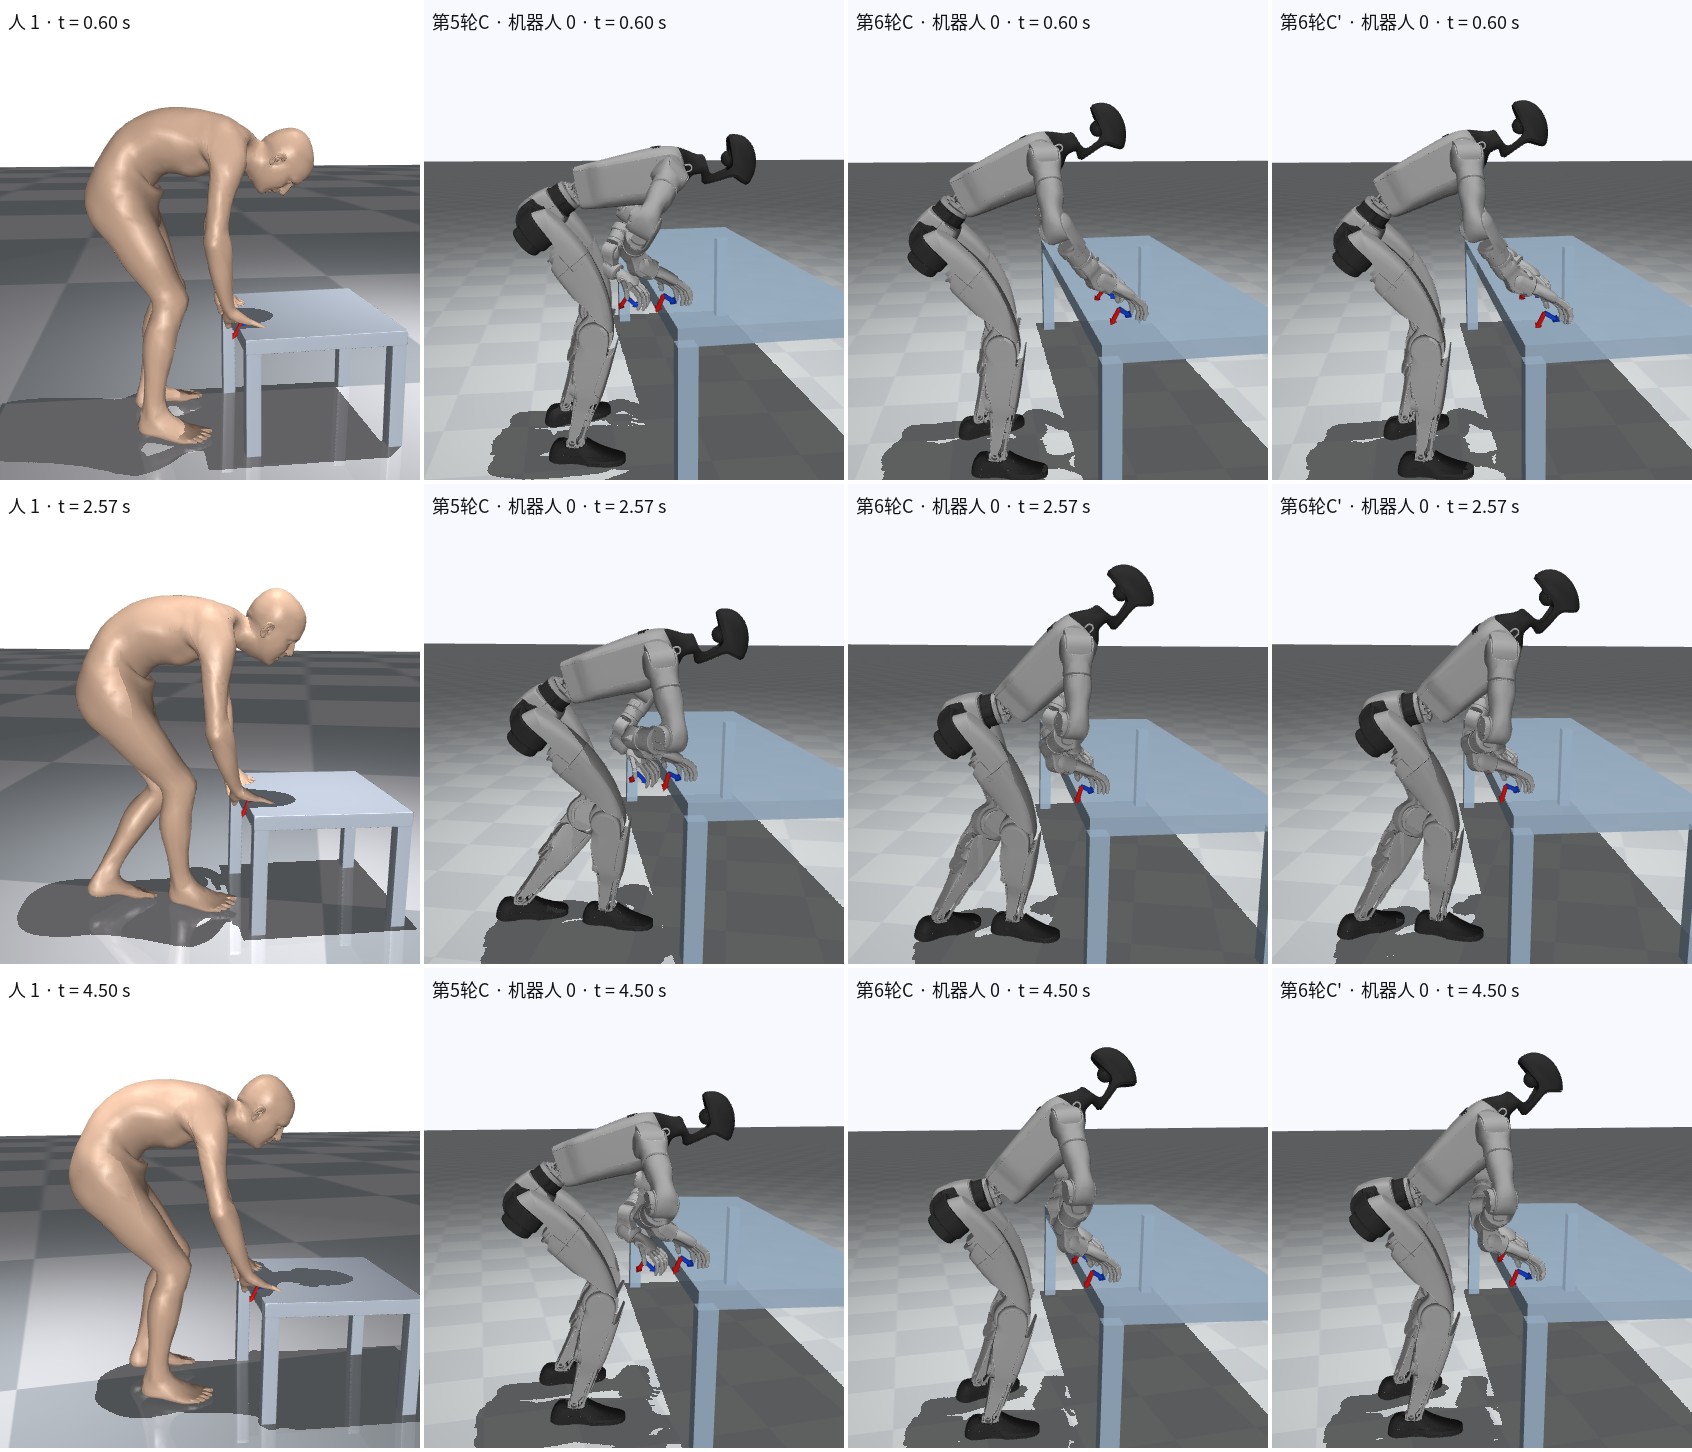 人 1 · t = 0.60 s
第5轮C · 机器人 0 · t = 0.60 s
第6轮C · 机器人 0 · t = 0.60 s
第6轮C' · 机器人 0 · t = 0.60 s
人 1 · t = 2.57 s
第5轮C · 机器人 0 · t = 2.57 s
第6轮C · 机器人 0 · t = 2.57 s
第6轮C' · 机器人 0 · t = 2.57 s
人 1 · t = 4.50 s
第5轮C · 机器人 0 · t = 4.50 s
第6轮C · 机器人 0 · t = 4.50 s
第6轮C' · 机器人 0 · t = 4.50 s